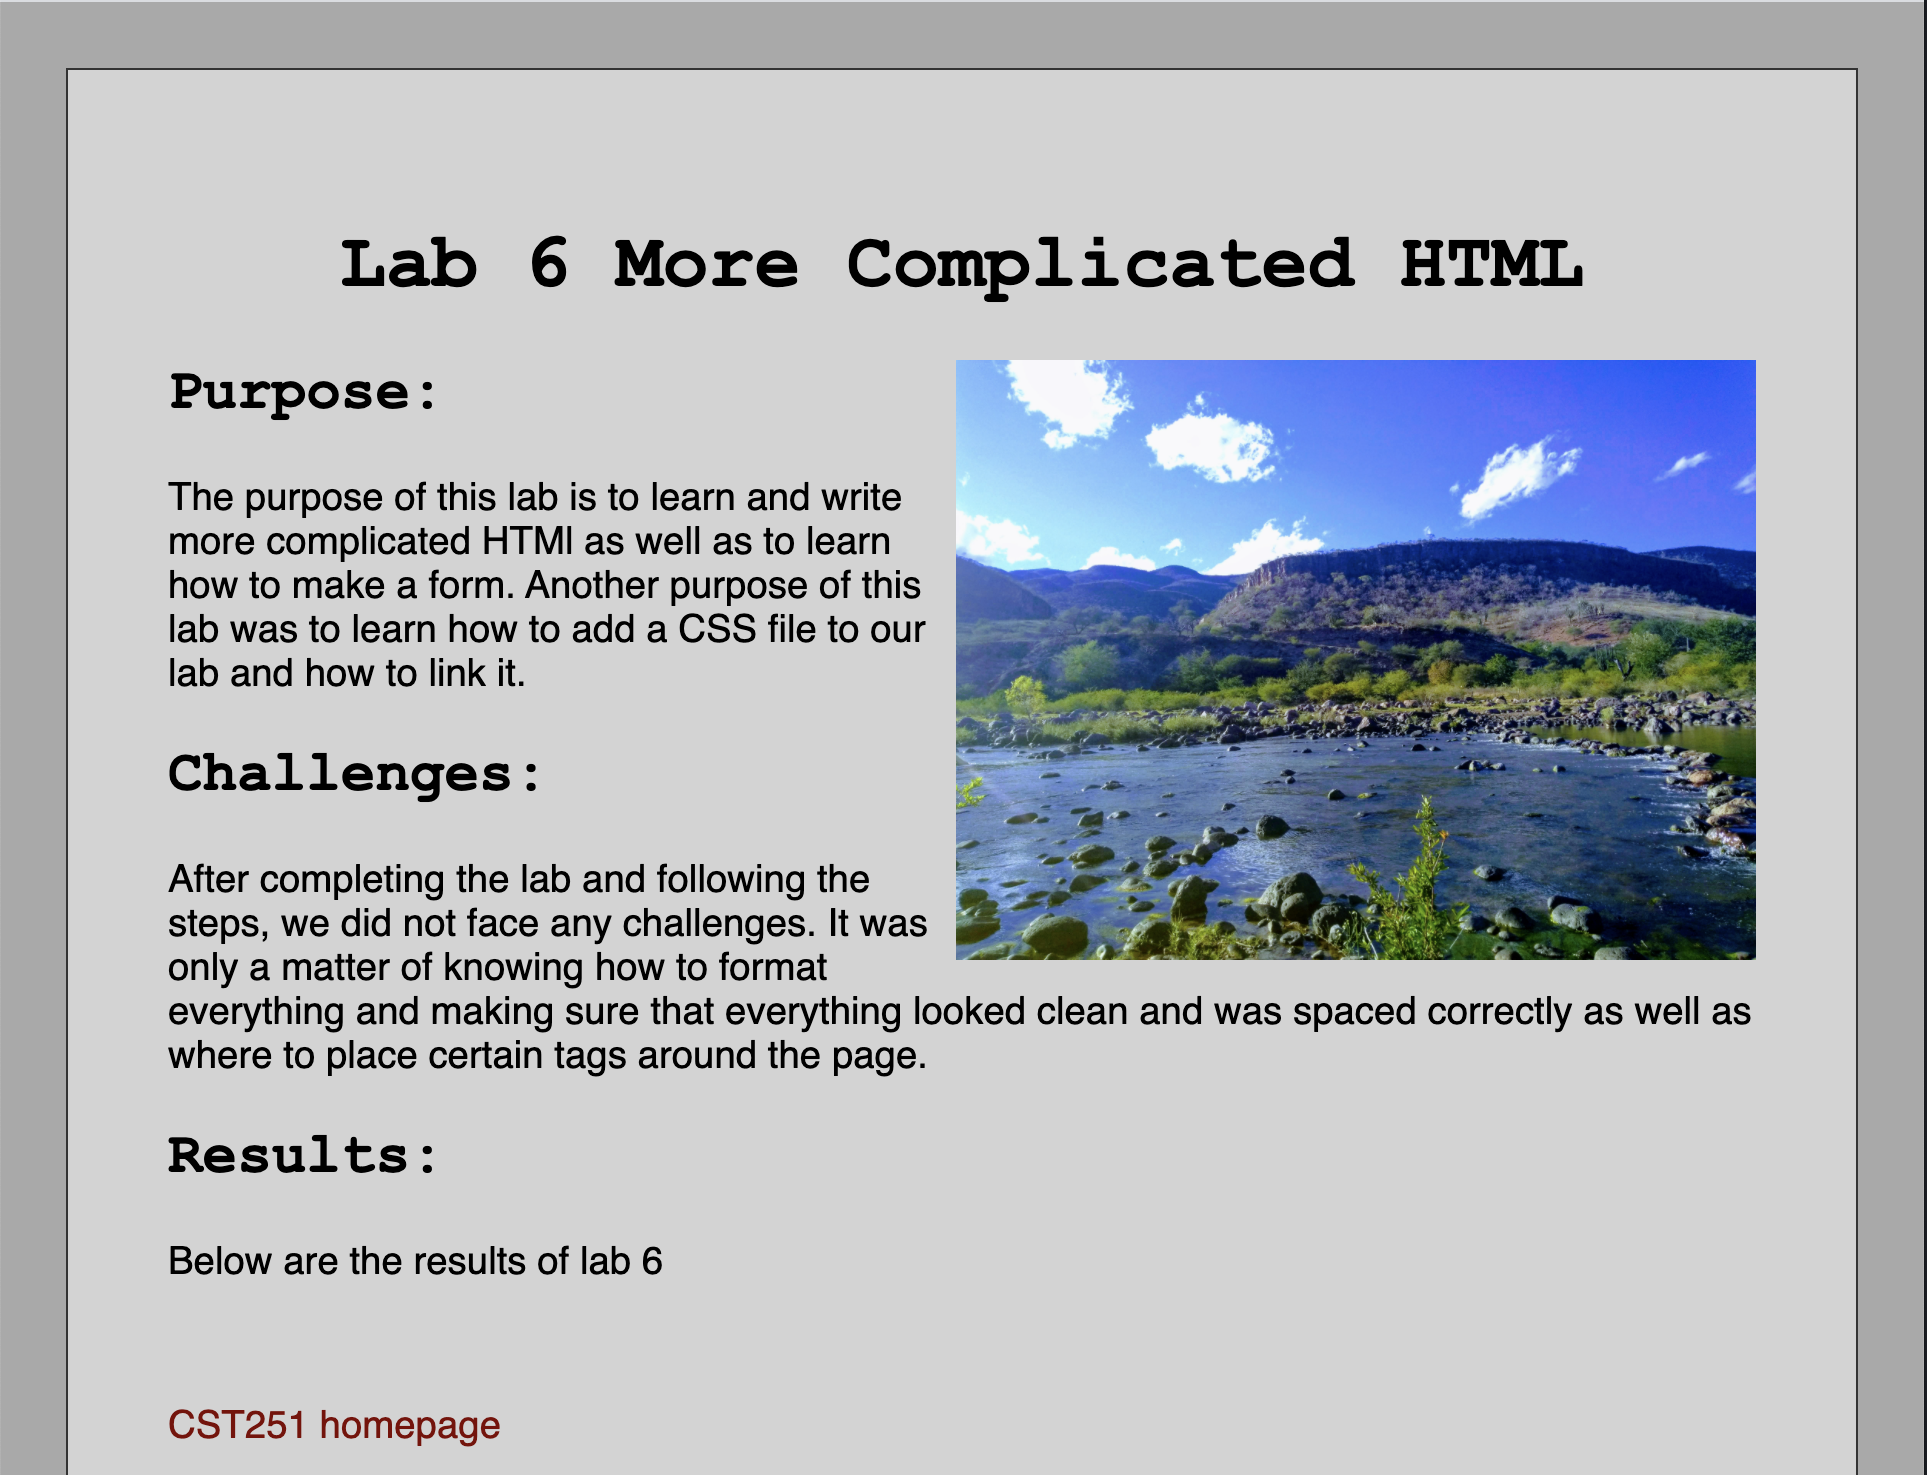 Lab 6 More Complicated HTML
Purpose:
The purpose of this lab is to learn and write
more complicated HTMl as well as to learn
how to make a form. Another purpose of this
lab was to learn how to add a CSS file to our
lab and how to link it.
Challenges:
After completing the lab and following the
steps, we did not face any challenges. It was
only a matter of knowing how to format
everything and making sure that everything looked clean and was spaced correctly as well as
where to place certain tags around the page.
Results:
Below are the results of lab 6
CST251 homepage